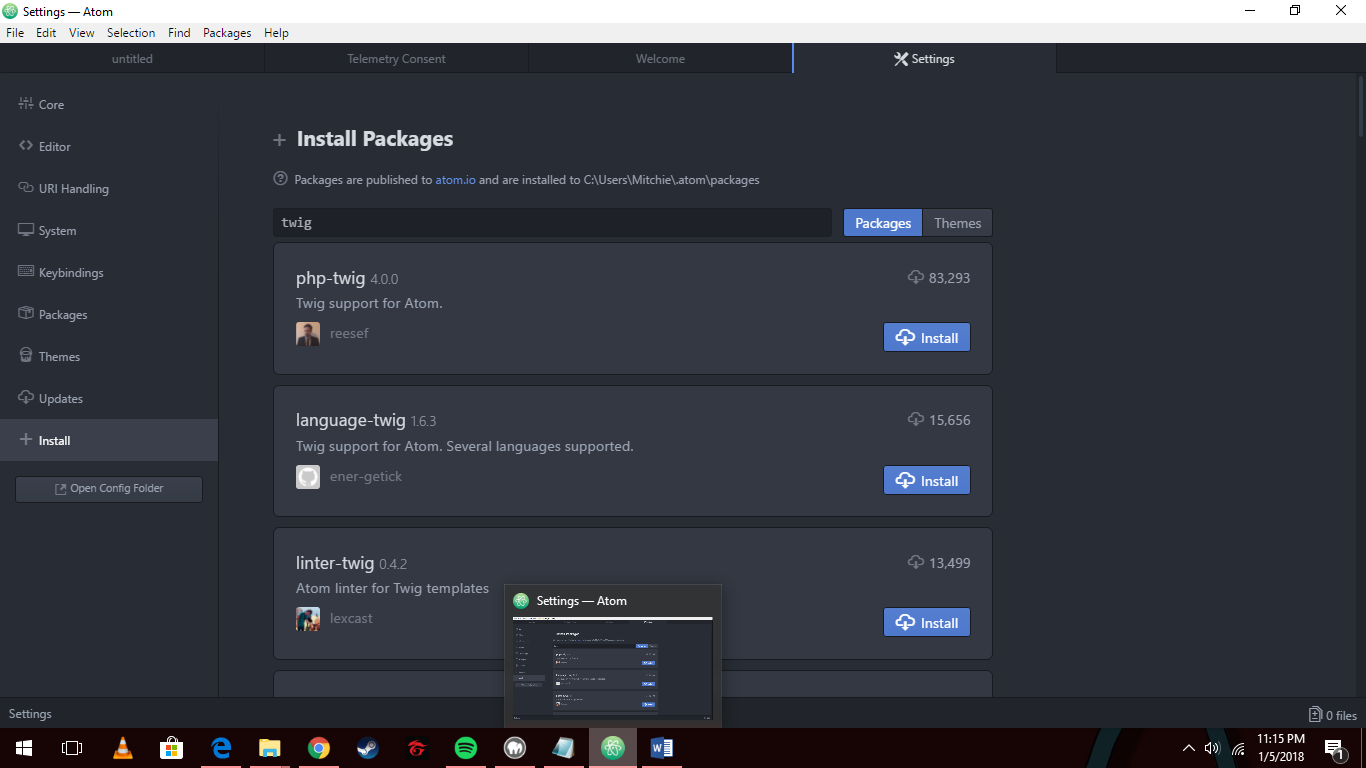 Settings — Atom
File Edit View Selection Find Packages Help
untitled Telemetry Consent Welcome Settings
Core
Editor
URI Handling
System
Keybindings
Packages
Themes
Updates
Install
Open Config Folder
Install Packages
Packages are published to atom.io and are installed to C:\Users\Mitchie\.atom\packages
twig
Packages Themes
php-twig 4.0.0 83,293
Twig support for Atom.
reesef
Install
language-twig 1.6.3 15,656
Twig support for Atom. Several languages supported.
ener-getick
Install
linter-twig 0.4.2 13,499
Atom linter for Twig templates
lexcast
Install
Settings — Atom
Settings 0 files
11:15 PM
1/5/2018
1